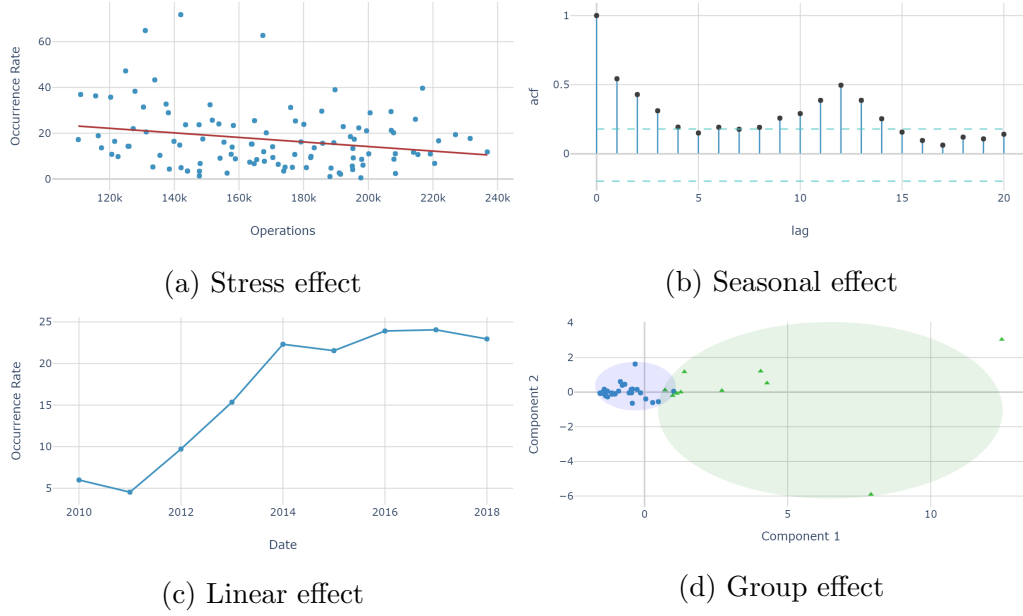 Occurrence Rate
60
40
20
0
120k 140k 160k 180k 200k 220k 240k
Operations
(a) Stress effect
acf
1
0.5
0
0 5 10 15 20
lag
(b) Seasonal effect
Occurrence Rate
25
20
15
10
5
2010 2012 2014 2016 2018
Date
(c) Linear effect
Component 2
4
2
0
−2
−4
−6
0 5 10
Component 1
(d) Group effect